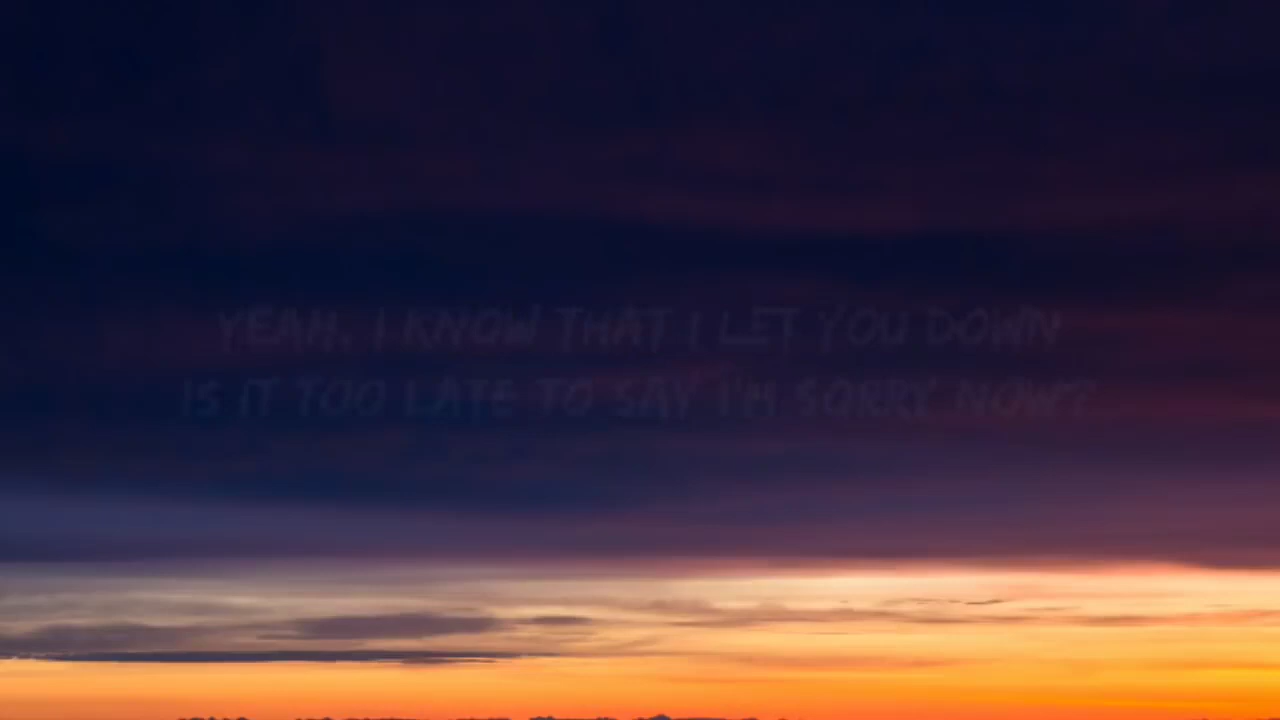 YEAH, I KNOW THAT I LET YOU DOWN
IS IT TOO LATE TO SAY I'M SORRY NOW?